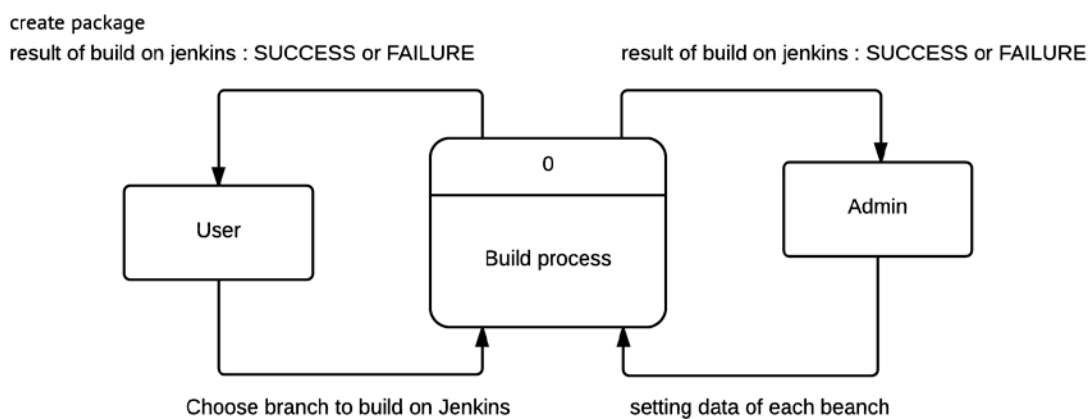 create package
result of build on jenkins : SUCCESS or FAILURE
result of build on jenkins : SUCCESS or FAILURE
0
User
Build process
Admin
Choose branch to build on Jenkins
setting data of each beanch